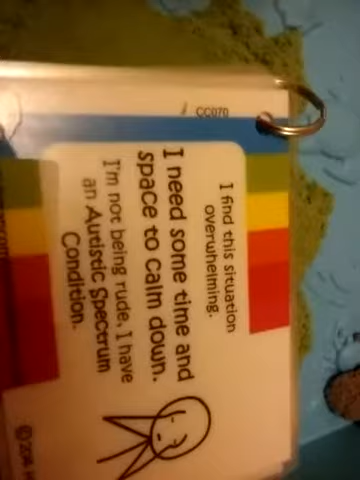 CC070
I find this situation
overwhelming.
I need some time and
space to calm down.
I'm not being rude, I have
an Autistic Spectrum
Condition.